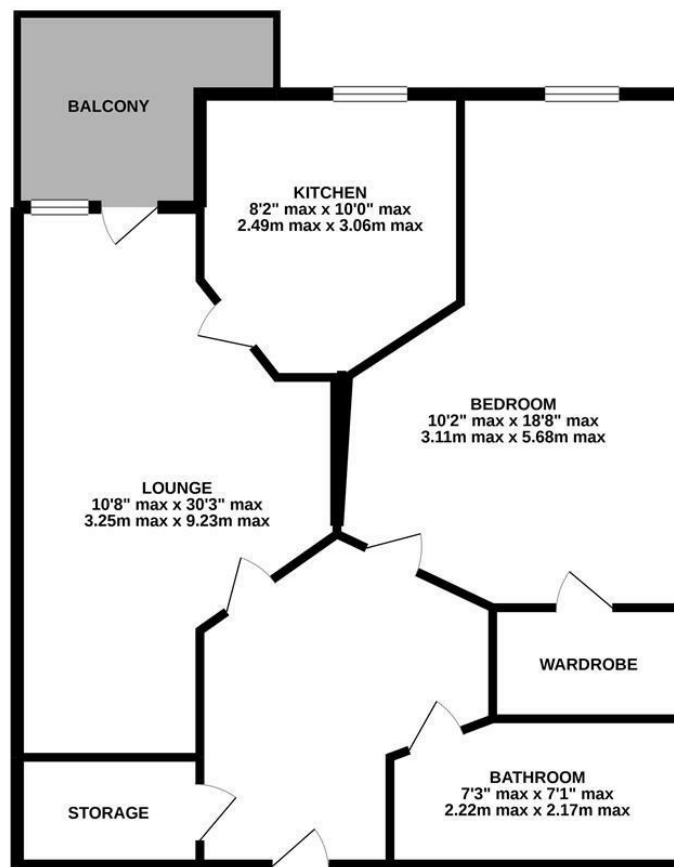 BALCONY
KITCHEN
8'2" max x 10'0" max
2.49m max x 3.06m max
BEDROOM
10'2" max x 18'8" max
3.11m max x 5.68m max
LOUNGE
10'8" max x 30'3" max
3.25m max x 9.23m max
WARDROBE
BATHROOM
7'3" max x 7'1" max
2.22m max x 2.17m max
STORAGE